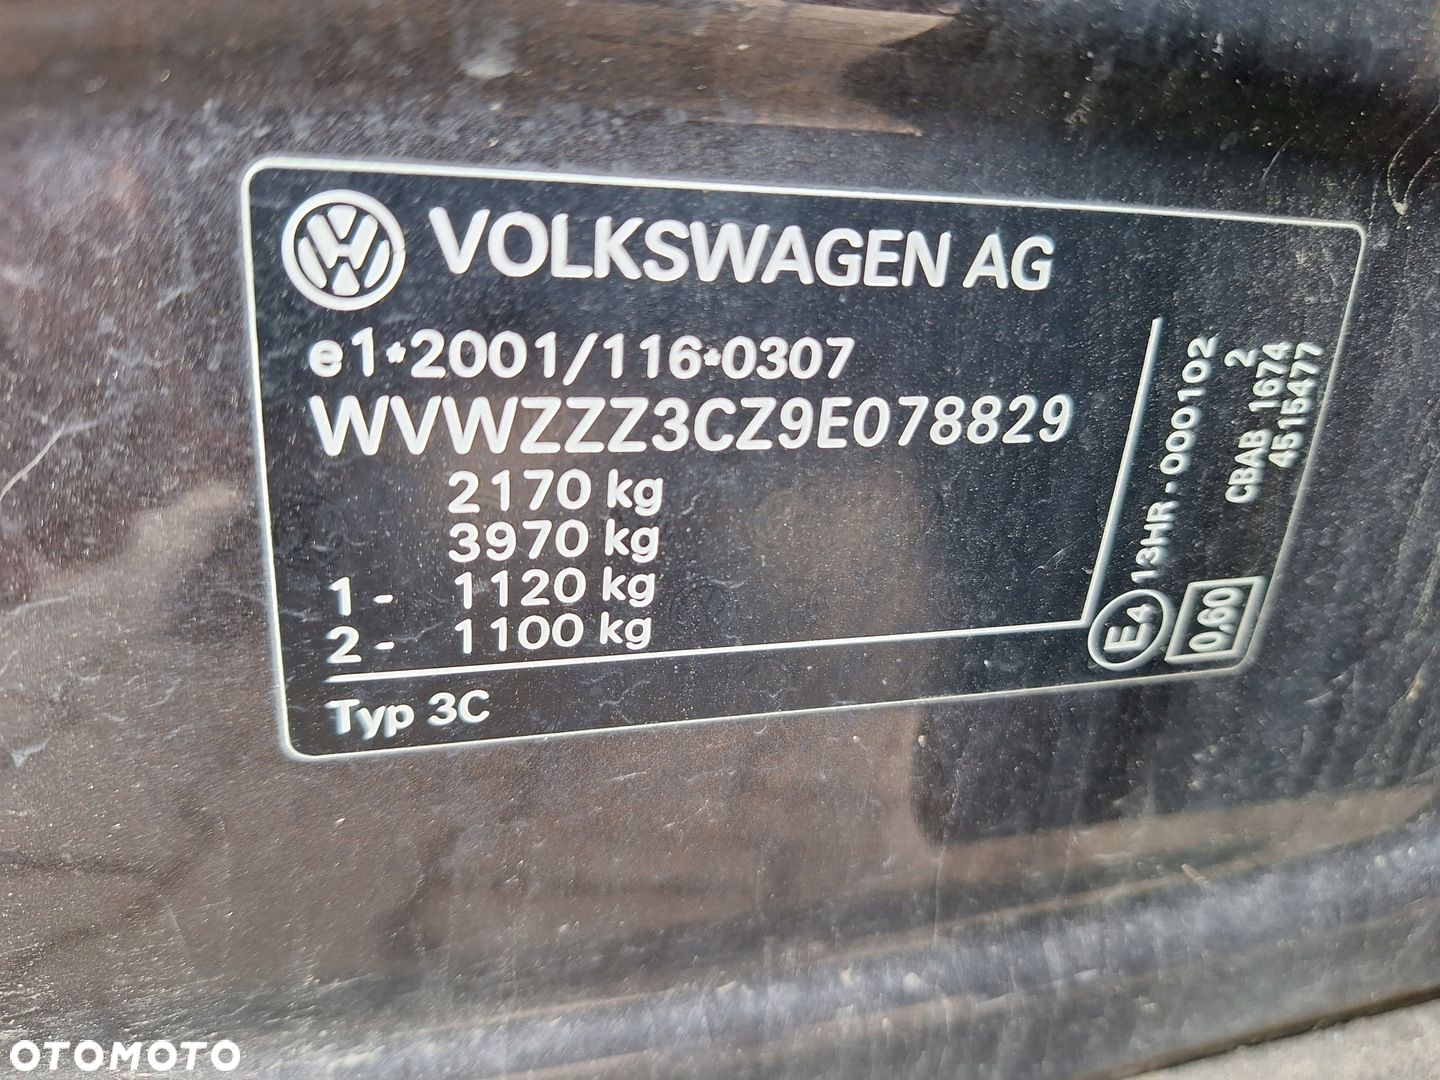 VOLKSWAGEN AG
e1*2001/116*0307
WVWZZZ3CZ9E078829
2170 kg
3970 kg
1 - 1120 kg
2 - 1100 kg
Typ 3C
E4 13HR - 000102
0,60
CBAB 1674
2
4515477
OTOMOTO